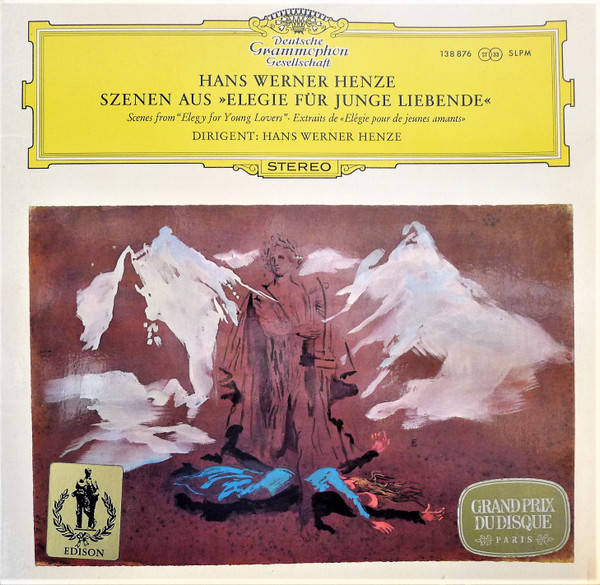 Deutsche
Grammophon
Gesellschaft
138 876 ST 33 SLPM
HANS WERNER HENZE
SZENEN AUS »ELEGIE FÜR JUNGE LIEBENDE«
Scenes from "Elegy for Young Lovers" · Extraits de «Elégie pour de jeunes amants»
DIRIGENT: HANS WERNER HENZE
STEREO
EDISON
GRAND PRIX
DU DISQUE
PARIS